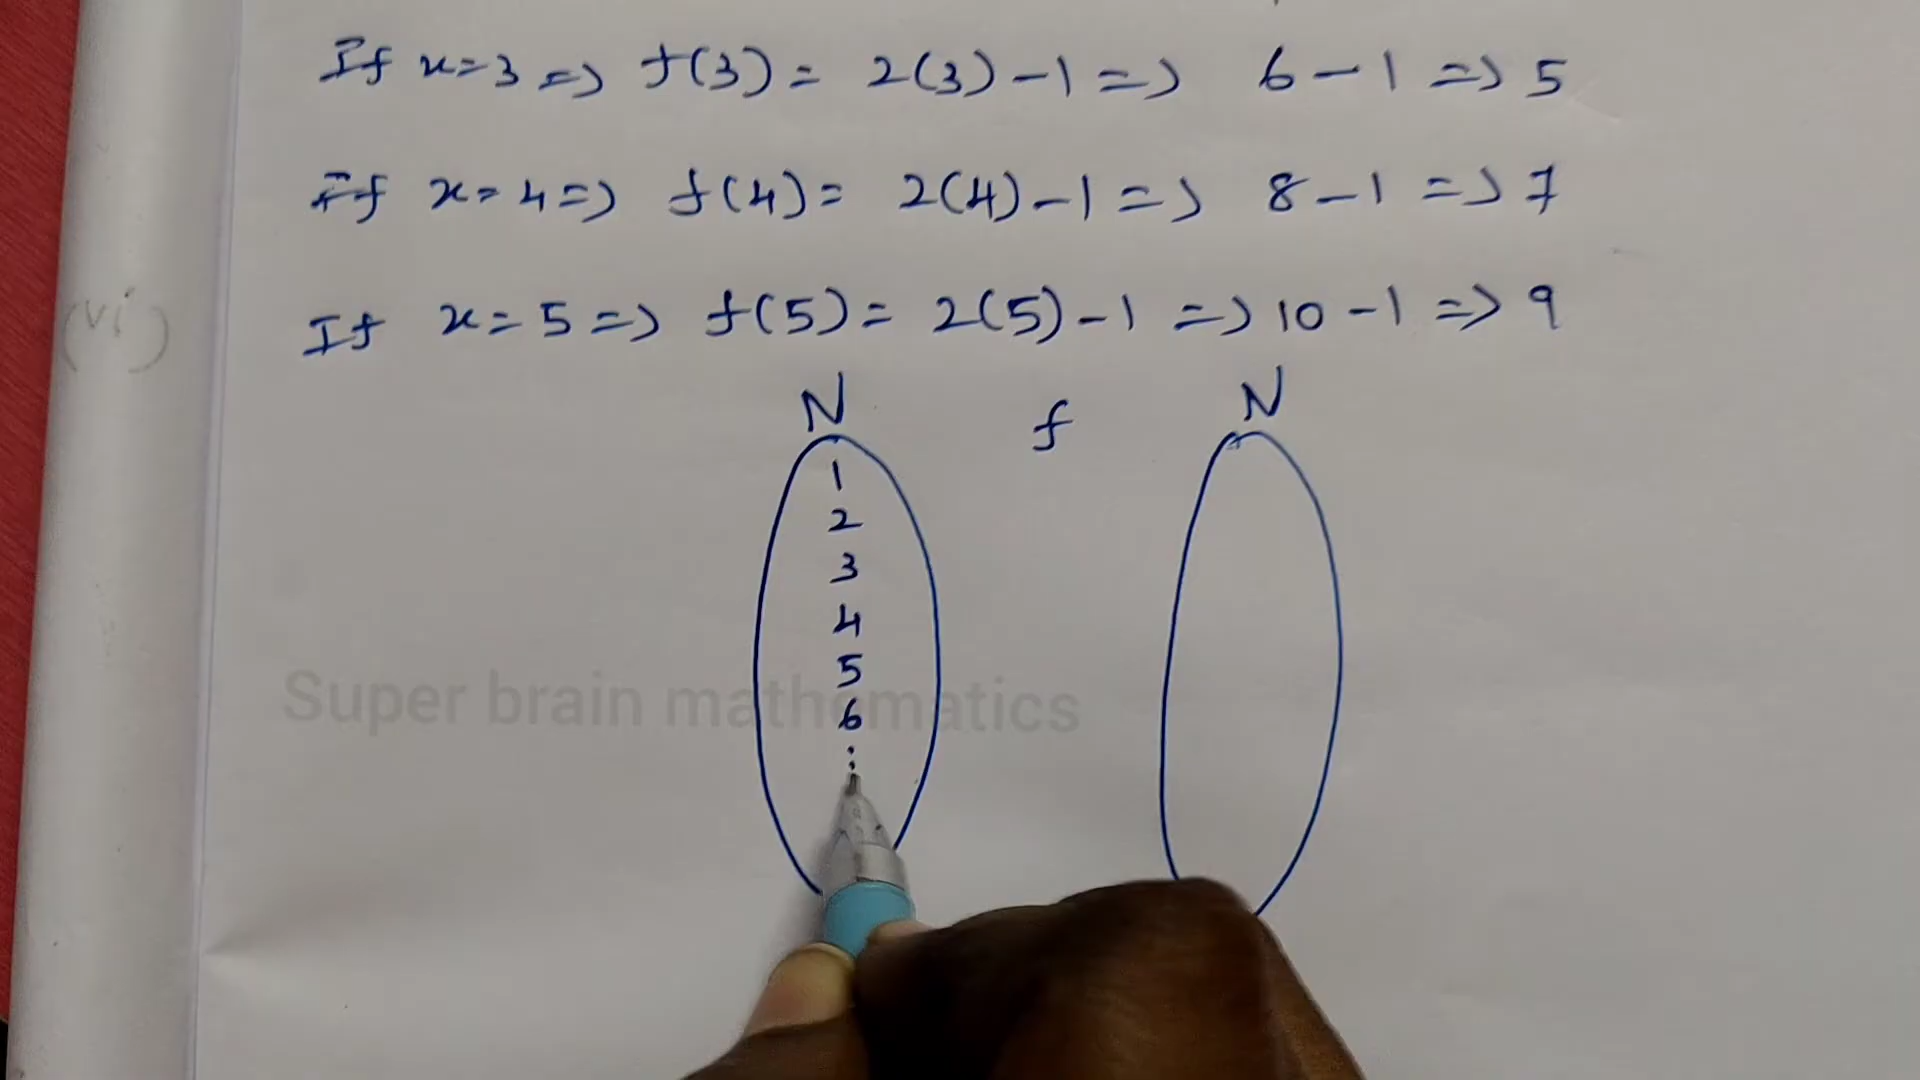 If x=3 => f(3) = 2(3)-1 => 6-1 => 5
If x=4 => f(4) = 2(4)-1 => 8-1 => 7
(vi)
If x=5 => f(5) = 2(5)-1 => 10-1 => 9
N f N
1
2
3
4
5
6
:
Super brain mathematics